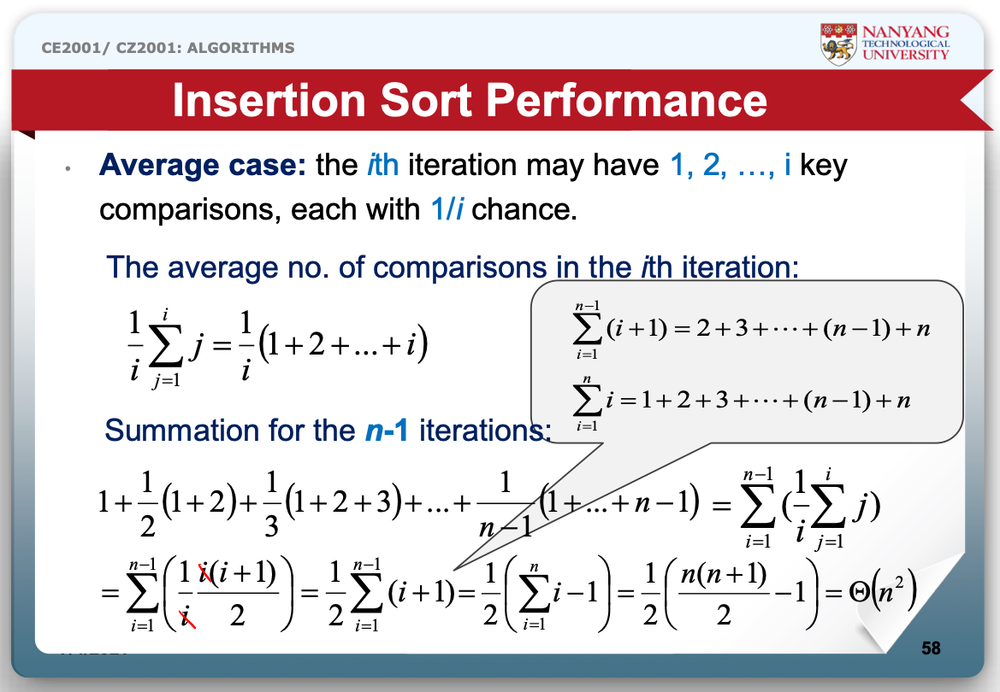 CE2001/ CZ2001: ALGORITHMS
NANYANG
TECHNOLOGICAL
UNIVERSITY
Insertion Sort Performance
• Average case: the ith iteration may have 1, 2, …, i key
comparisons, each with 1/i chance.
The average no. of comparisons in the ith iteration:
\frac{1}{i}\sum_{j=1}^{i} j = \frac{1}{i}(1+2+...+i)
\sum_{i=1}^{n-1}(i+1) = 2+3+\cdots+(n-1)+n
\sum_{i=1}^{n} i = 1+2+3+\cdots+(n-1)+n
Summation for the n-1 iterations:
1+\frac{1}{2}(1+2)+\frac{1}{3}(1+2+3)+...+\frac{1}{n-1}(1+...+n-1) = \sum_{i=1}^{n-1}(\frac{1}{i}\sum_{j=1}^{i} j)
= \sum_{i=1}^{n-1}\left(\frac{1}{i}\frac{i(i+1)}{2}\right) = \frac{1}{2}\sum_{i=1}^{n-1}(i+1) = \frac{1}{2}\left(\sum_{i=1}^{n} i-1\right) = \frac{1}{2}\left(\frac{n(n+1)}{2}-1\right) = Θ(n^2)
58